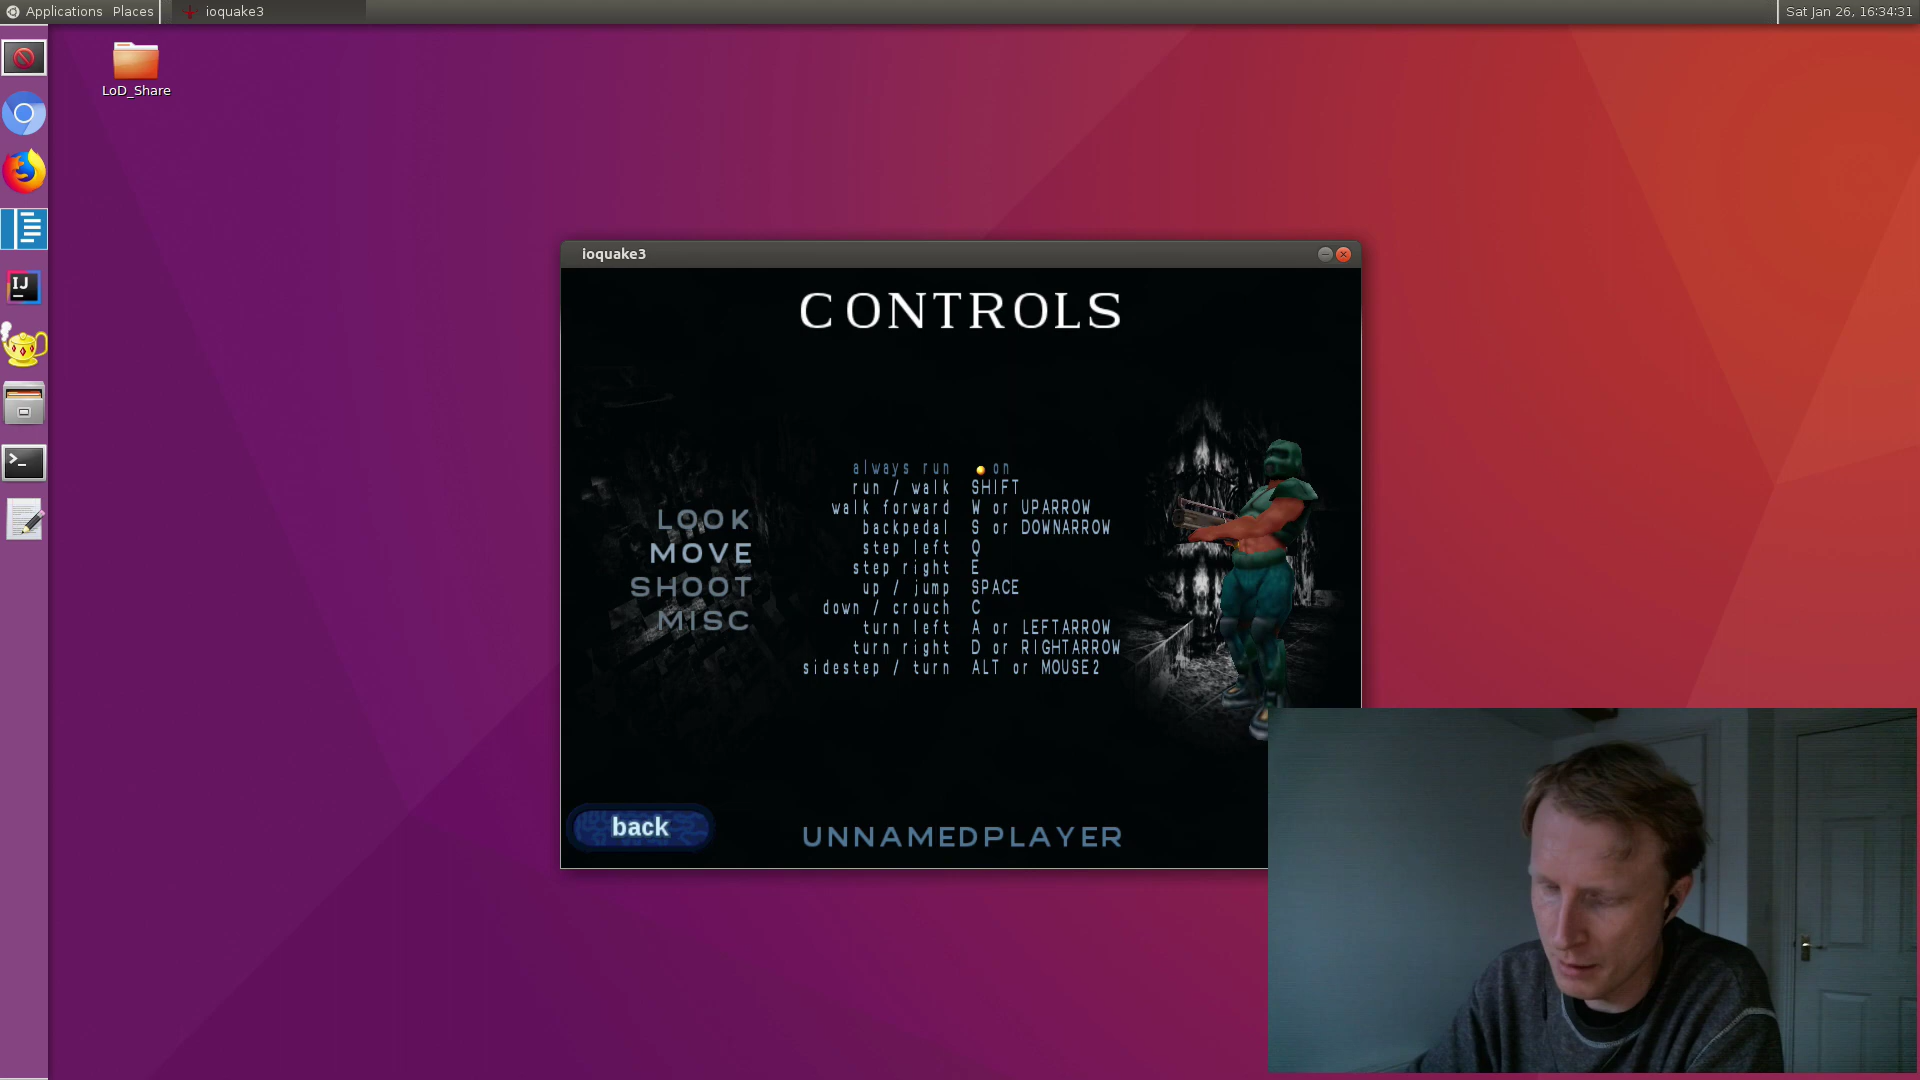 Applications Places ioquake3 Sat Jan 26, 16:34:31
LoD_Share
IJ
>_
ioquake3
CONTROLS
always run on
run / walk SHIFT
walk forward W or UPARROW
backpedal S or DOWNARROW
step left Q
step right E
up / jump SPACE
down / crouch C
turn left A or LEFTARROW
turn right D or RIGHTARROW
sidestep / turn ALT or MOUSE2
LOOK
MOVE
SHOOT
MISC
back
UNNAMEDPLAYER